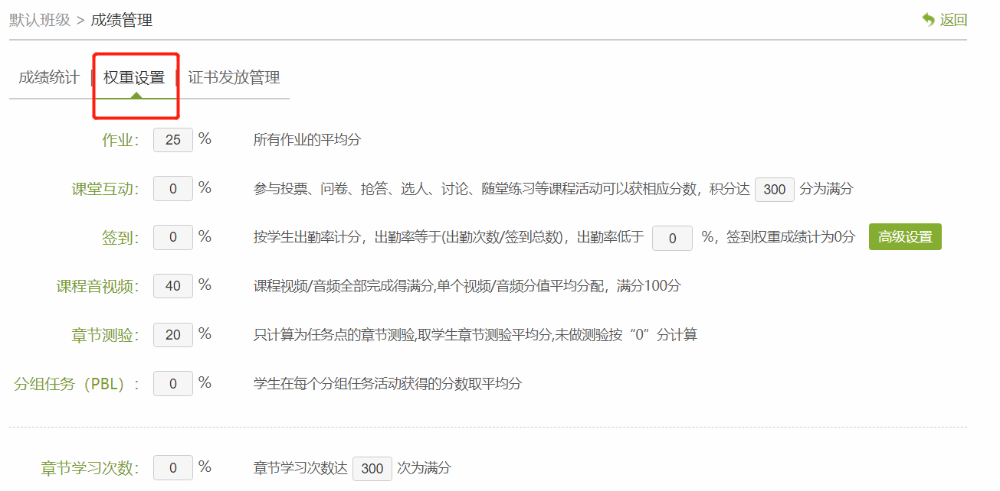 默认班级 > 成绩管理 返回
成绩统计 权重设置 证书发放管理
作业： 25 % 所有作业的平均分
课堂互动： 0 % 参与投票、问卷、抢答、选人、讨论、随堂练习等课程活动可以获相应分数，积分达 300 分为满分
签到： 0 % 按学生出勤率计分，出勤率等于(出勤次数/签到总数)，出勤率低于 0 %，签到权重成绩计为0分 高级设置
课程音视频： 40 % 课程视频/音频全部完成得满分,单个视频/音频分值平均分配，满分100分
章节测验： 20 % 只计算为任务点的章节测验,取学生章节测验平均分,未做测验按“0”分计算
分组任务（PBL）： 0 % 学生在每个分组任务活动获得的分数取平均分
章节学习次数： 0 % 章节学习次数达 300 次为满分